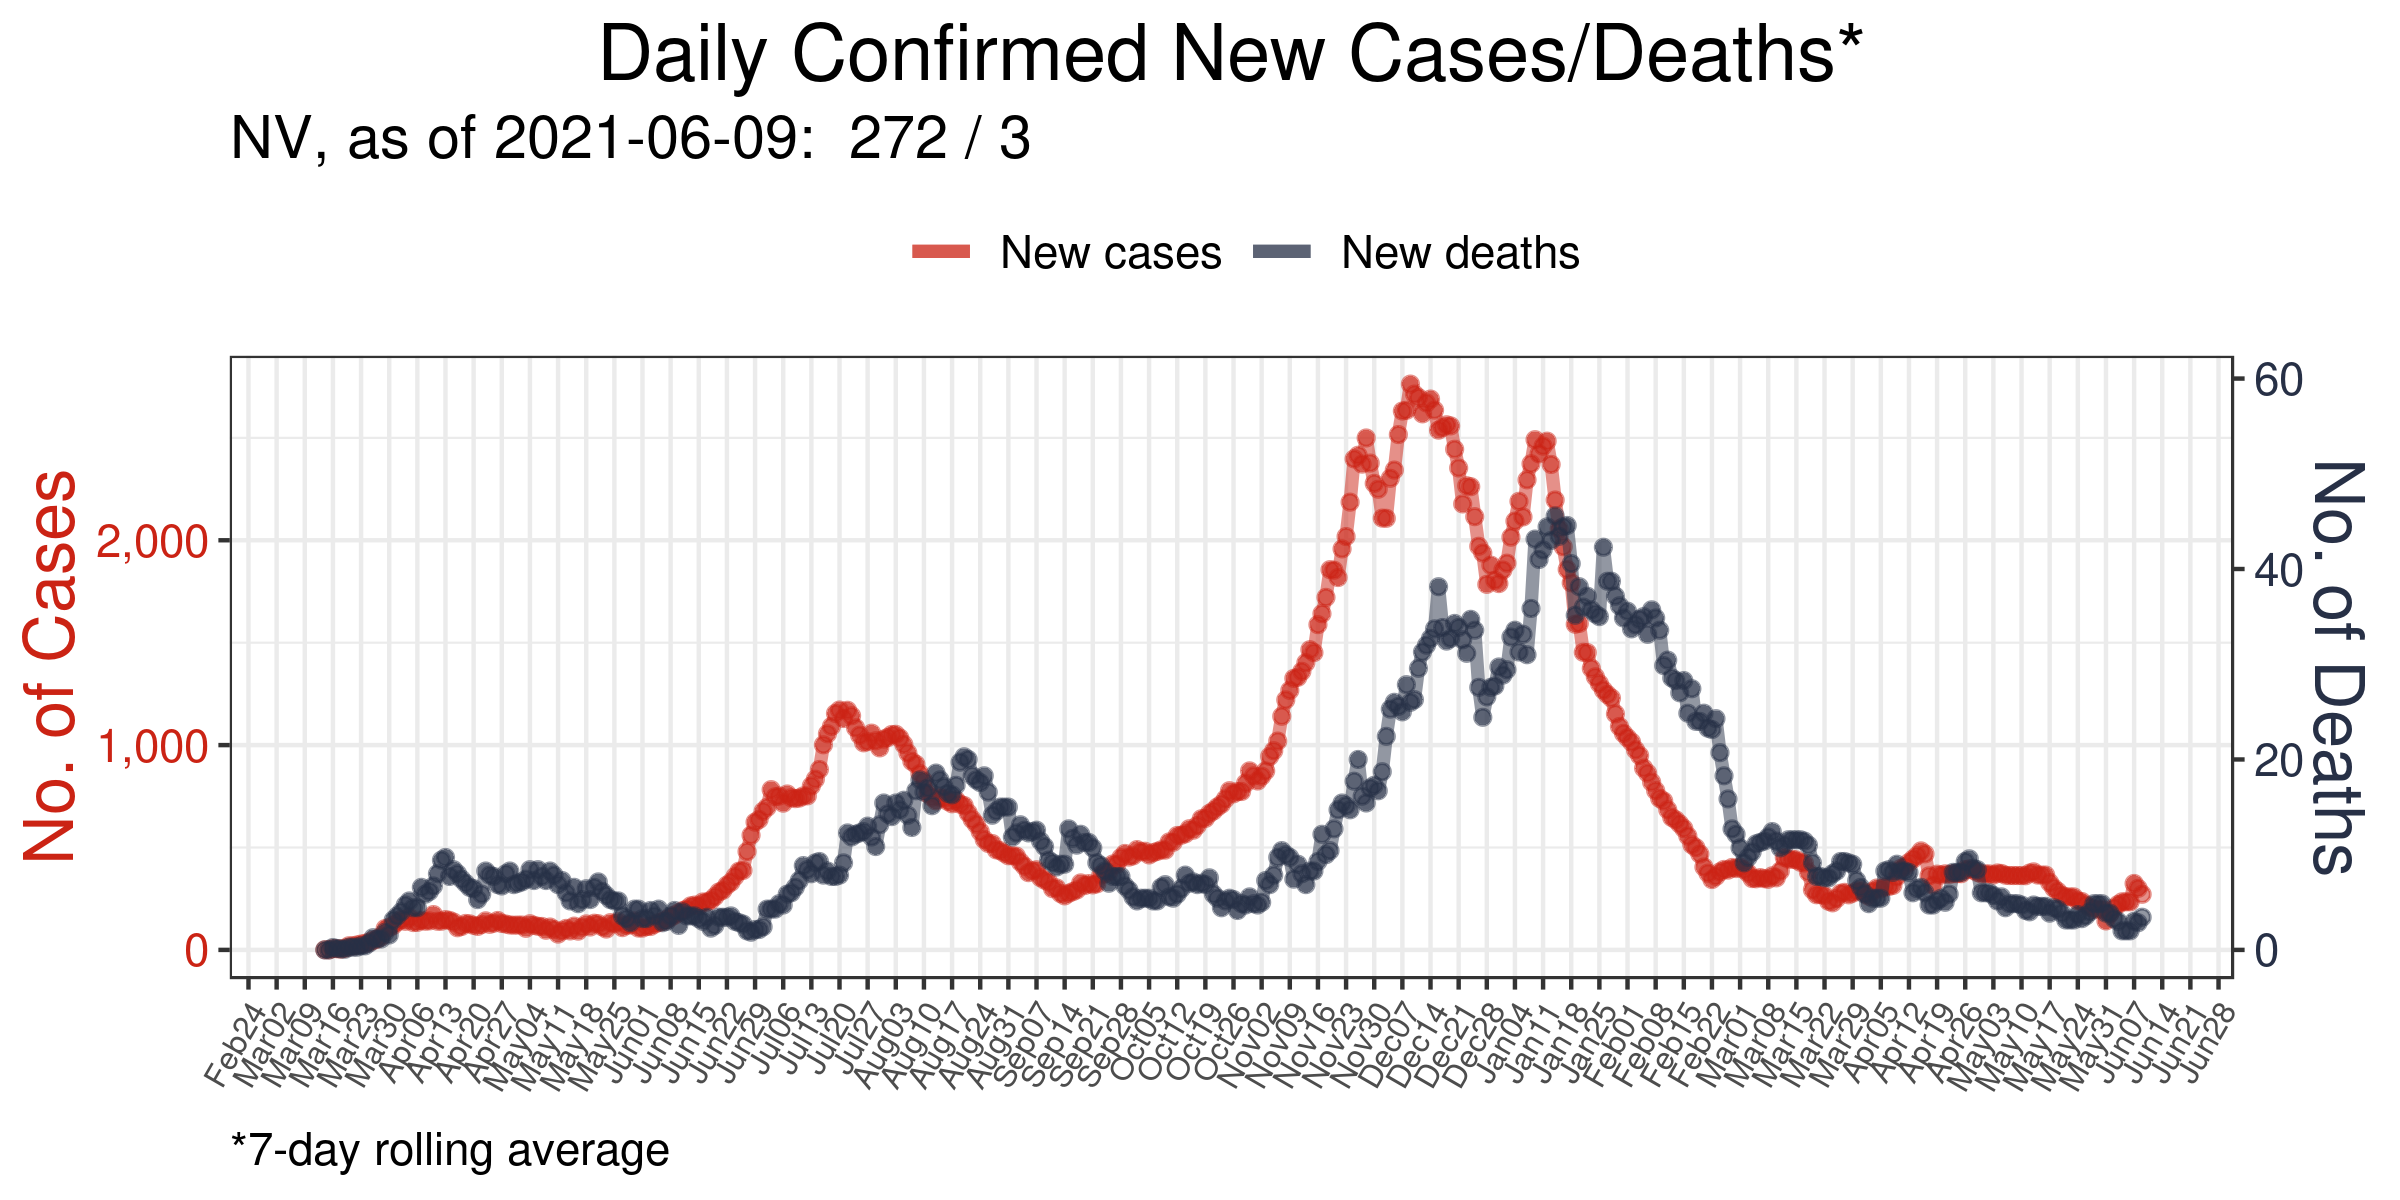 Daily Confirmed New Cases/Deaths*
NV, as of 2021-06-09:  272 / 3
New cases
New deaths
No. of Cases
2,000
1,000
0
60
40
20
0
No. of Deaths
Feb24
Mar02
Mar09
Mar16
Mar23
Mar30
Apr06
Apr13
Apr20
Apr27
May04
May11
May18
May25
Jun01
Jun08
Jun15
Jun22
Jun29
Jul06
Jul13
Jul20
Jul27
Aug03
Aug10
Aug17
Aug24
Aug31
Sep07
Sep14
Sep21
Sep28
Oct05
Oct12
Oct19
Oct26
Nov02
Nov09
Nov16
Nov23
Nov30
Dec07
Dec14
Dec21
Dec28
Jan04
Jan11
Jan18
Jan25
Feb01
Feb08
Feb15
Feb22
Mar01
Mar08
Mar15
Mar22
Mar29
Apr05
Apr12
Apr19
Apr26
May03
May10
May17
May24
May31
Jun07
Jun14
Jun21
Jun28
*7-day rolling average